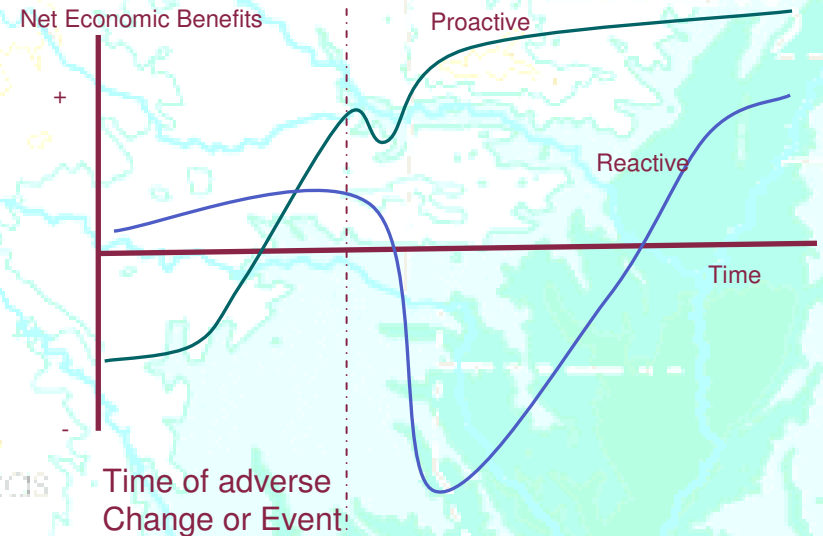 Net Economic Benefits
Proactive
+
Reactive
Time
-
Time of adverse
Change or Event